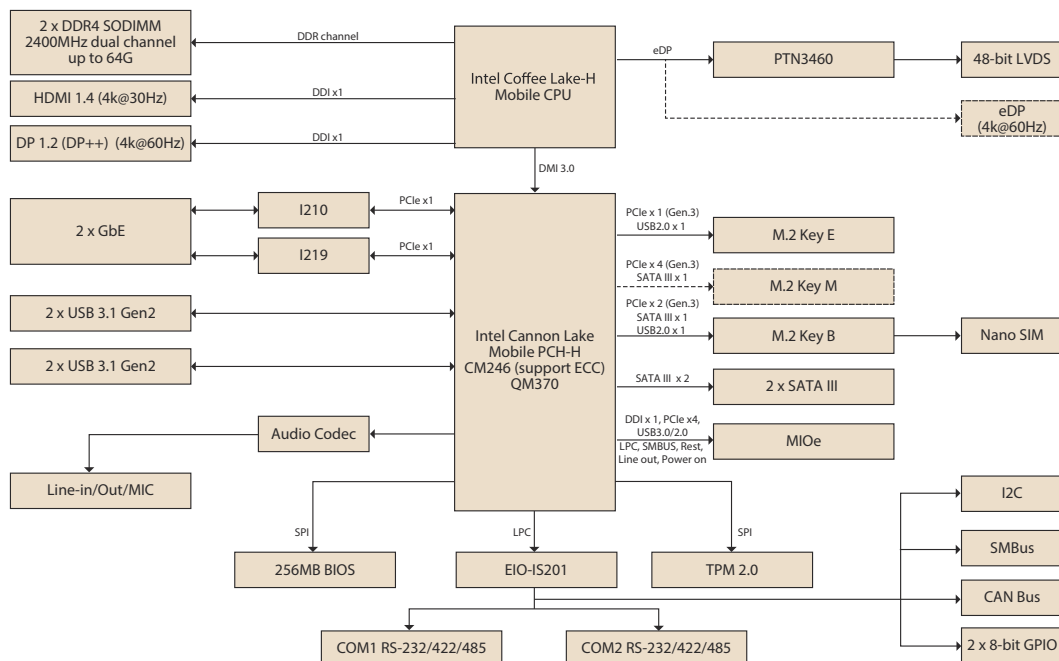 2 x DDR4 SODIMM
2400MHz dual channel
up to 64G
DDR channel
HDMI 1.4 (4k@30Hz)
DDI x1
DP 1.2 (DP++) (4k@60Hz)
DDI x1
Intel Coffee Lake-H
Mobile CPU
eDP
PTN3460
48-bit LVDS
eDP
(4k@60Hz)
DMI 3.0
2 x GbE
I210
PCIe x1
I219
PCIe x1
2 x USB 3.1 Gen2
2 x USB 3.1 Gen2
Intel Cannon Lake
Mobile PCH-H
CM246 (support ECC)
QM370
PCIe x 1 (Gen.3)
USB2.0 x 1
M.2 Key E
PCIe x 4 (Gen.3)
SATA III x 1
M.2 Key M
PCIe x 2 (Gen.3)
SATA III x 1
USB2.0 x 1
M.2 Key B
Nano SIM
SATA III x 2
2 x SATA III
DDI x 1, PCIe x4,
USB3.0/2.0
LPC, SMBUS, Rest,
Line out, Power on
MIOe
Audio Codec
Line-in/Out/MIC
SPI
LPC
SPI
256MB BIOS
EIO-IS201
TPM 2.0
I2C
SMBus
CAN Bus
2 x 8-bit GPIO
COM1 RS-232/422/485
COM2 RS-232/422/485